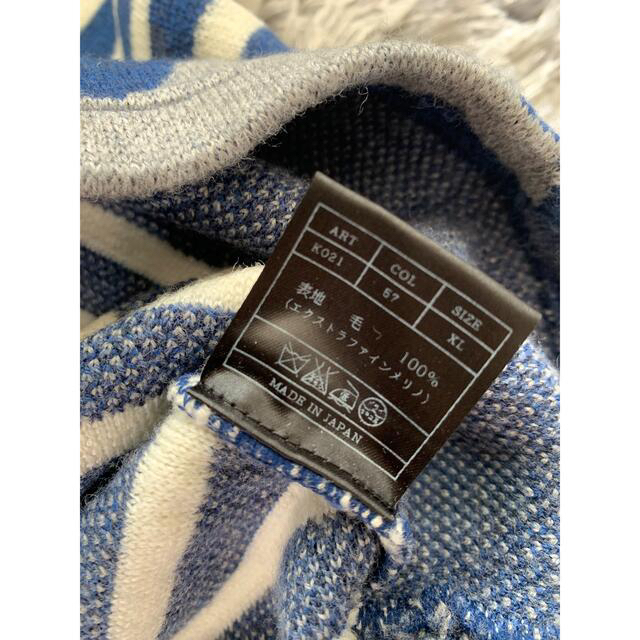 ART COL SIZE
K021 57 XL
表地 毛 100%
(エクストラファインメリノ)
MADE IN JAPAN